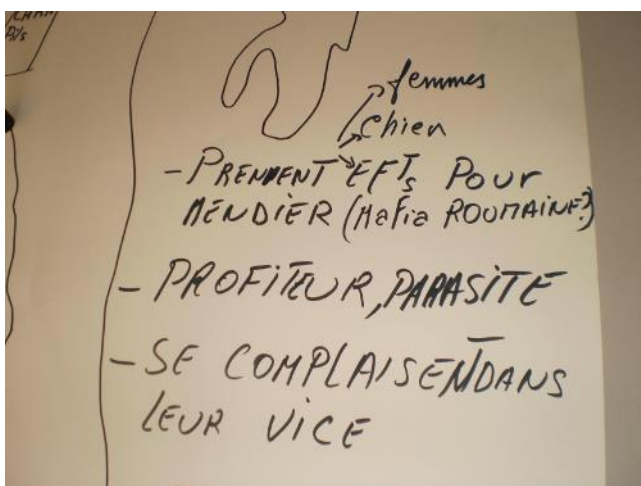 femmes
Chien
- PRENNENT EFTs POUr
MENDIER (MaFia ROUMAINE?)
- PROFITEUR, PARASITE
- SE COMPLAISENT DANS
LEUR VICE